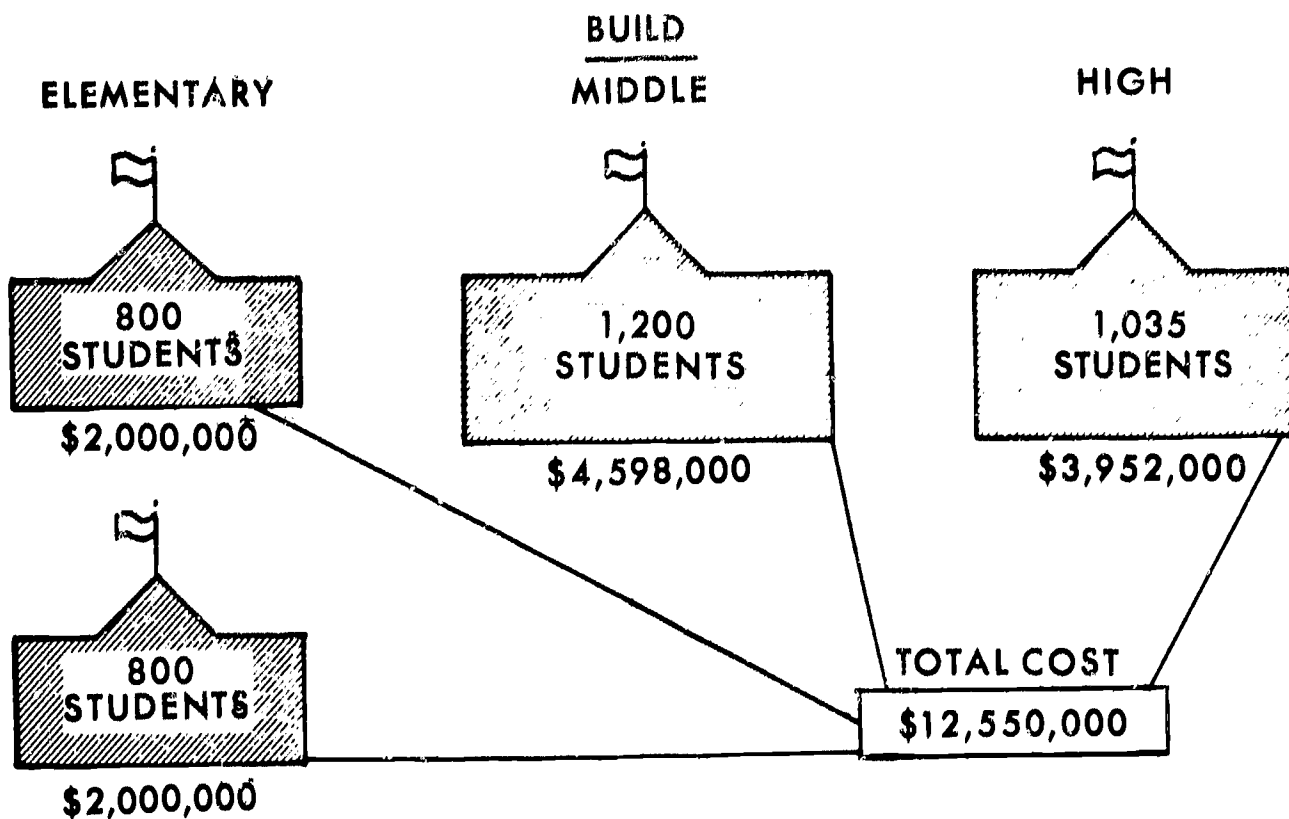 BUILD
ELEMENTARY
MIDDLE
HIGH
800
STUDENTS
$2,000,000
1,200
STUDENTS
$4,598,000
1,035
STUDENTS
$3,952,000
800
STUDENTS
$2,000,000
TOTAL COST
$12,550,000